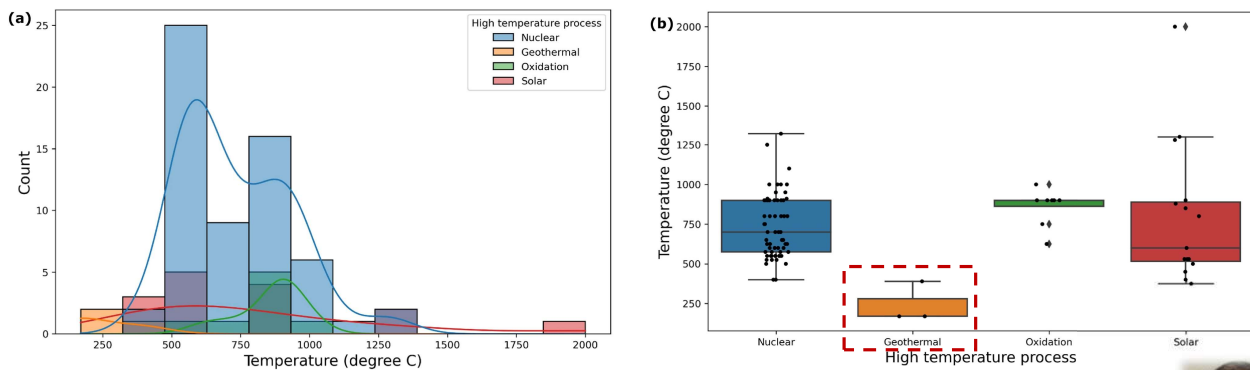 (a)
High temperature process
Nuclear
Geothermal
Oxidation
Solar
25
20
15
10
5
0
Count
250 500 750 1000 1250 1500 1750 2000
Temperature (degree C)
(b)
2000
1750
1500
1250
1000
750
500
250
Temperature (degree C)
Nuclear Geothermal Oxidation Solar
High temperature process